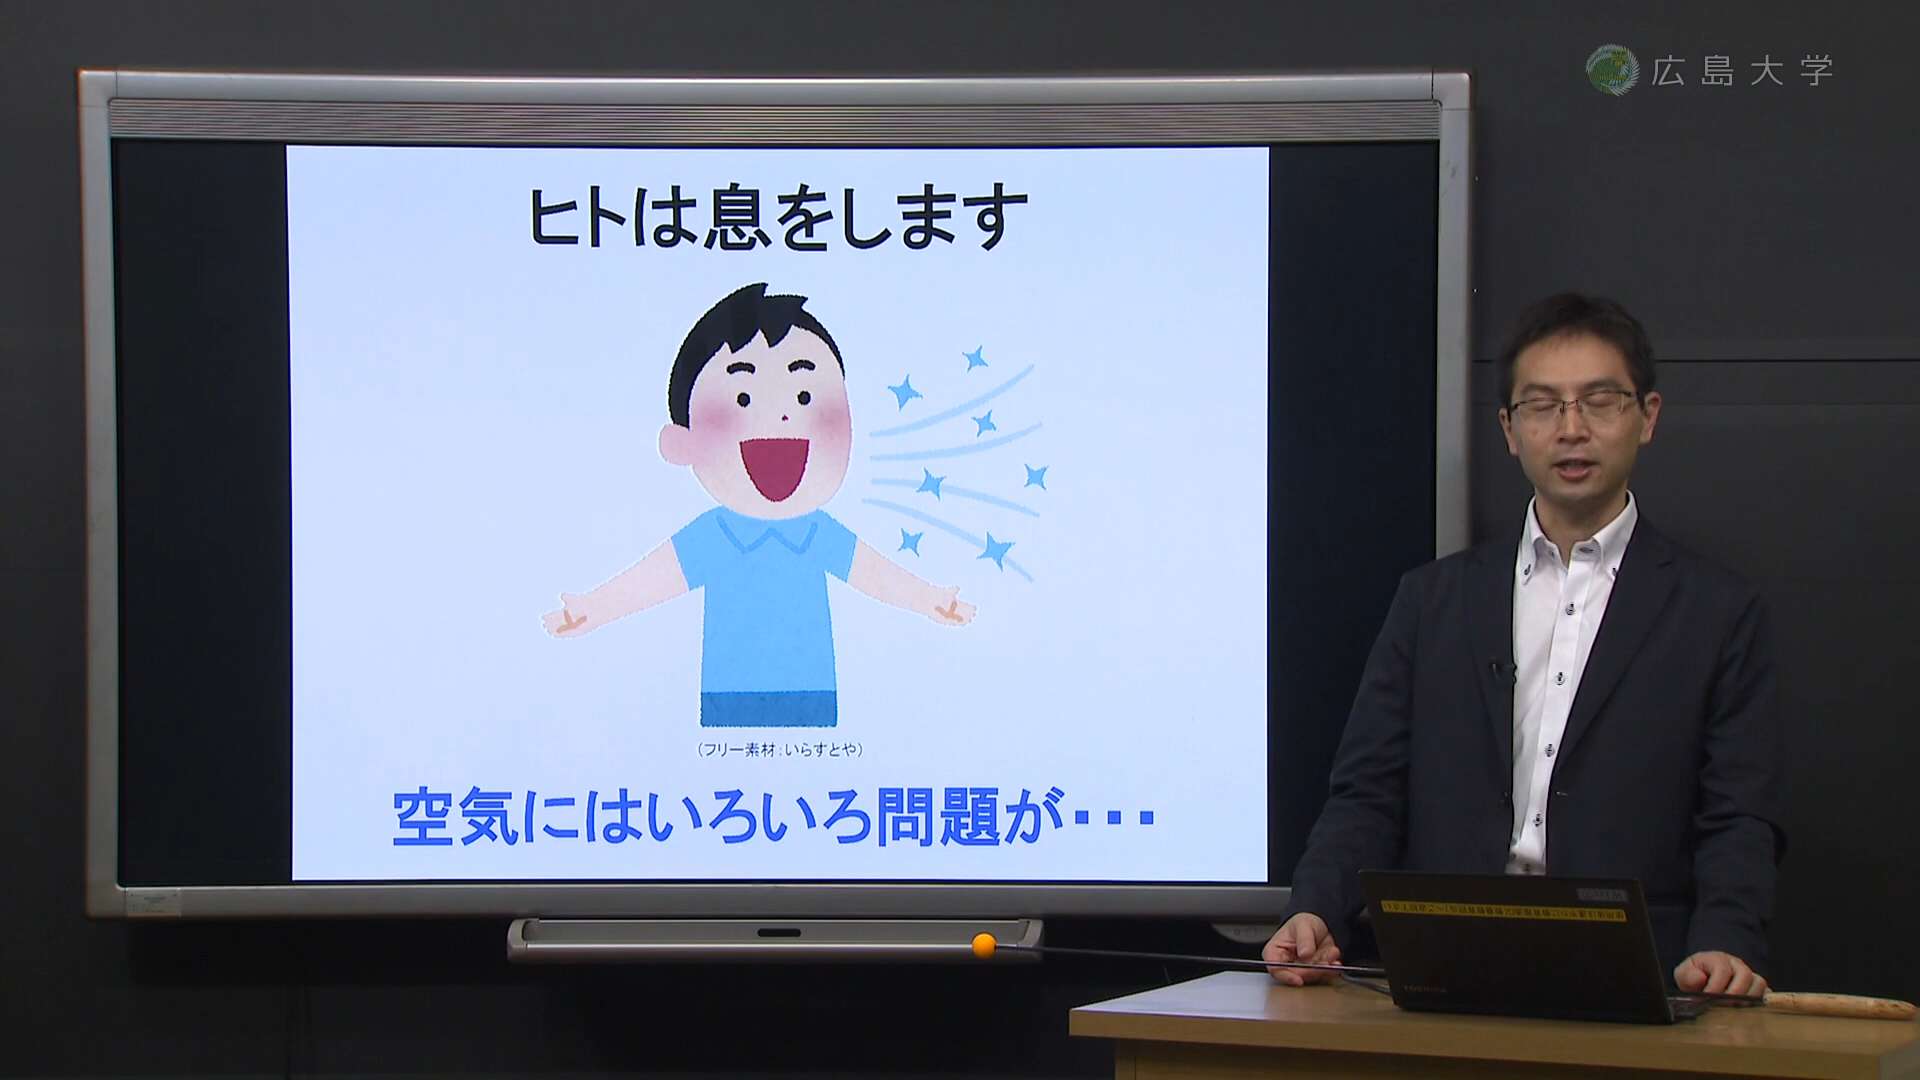 広島大学
ヒトは息をします
(フリー素材:いらすとや)
空気にはいろいろ問題が・・・
TOSHIBA